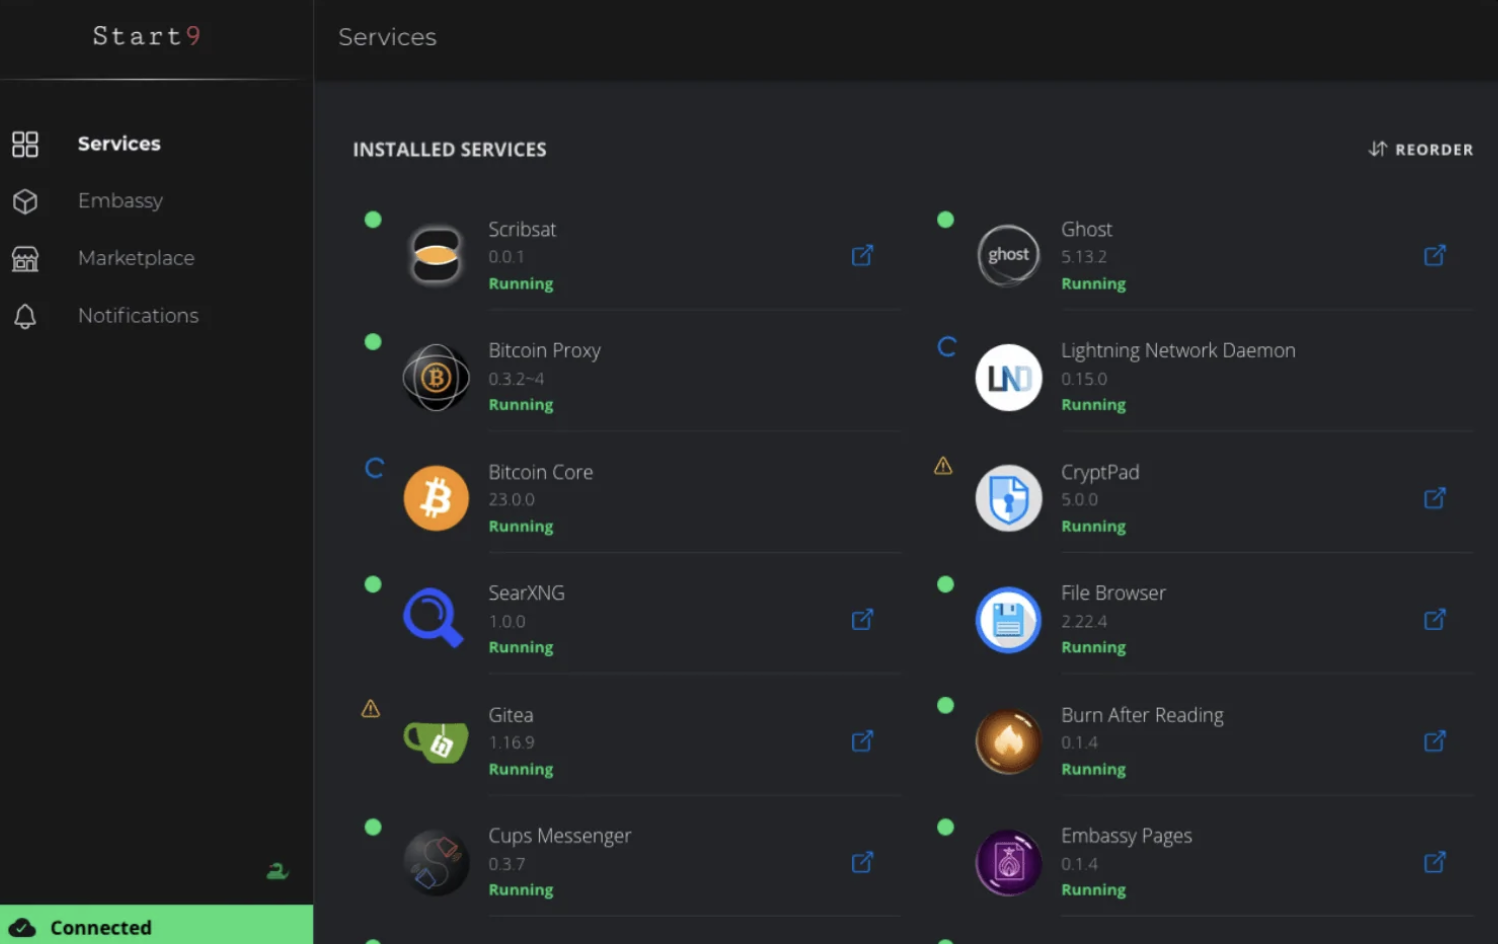 Start9
Services
Services
Embassy
Marketplace
Notifications
Connected
INSTALLED SERVICES
REORDER
Scribsat
0.0.1
Running
ghost
Ghost
5.13.2
Running
Bitcoin Proxy
0.3.2~4
Running
LND
Lightning Network Daemon
0.15.0
Running
Bitcoin Core
23.0.0
Running
CryptPad
5.0.0
Running
SearXNG
1.0.0
Running
File Browser
2.22.4
Running
Gitea
1.16.9
Running
Burn After Reading
0.1.4
Running
Cups Messenger
0.3.7
Running
Embassy Pages
0.1.4
Running